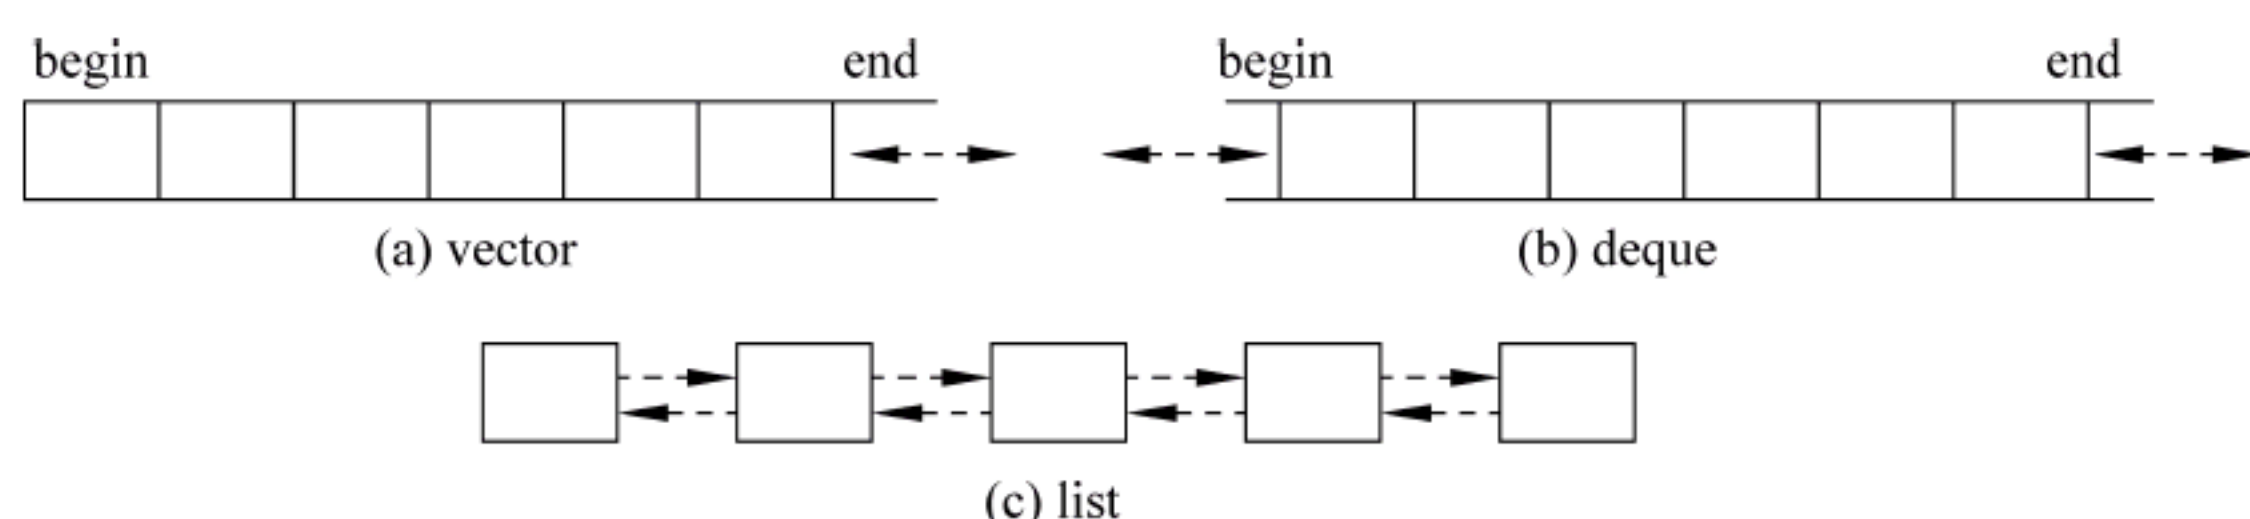 begin end begin end
(a) vector (b) deque
(c) list